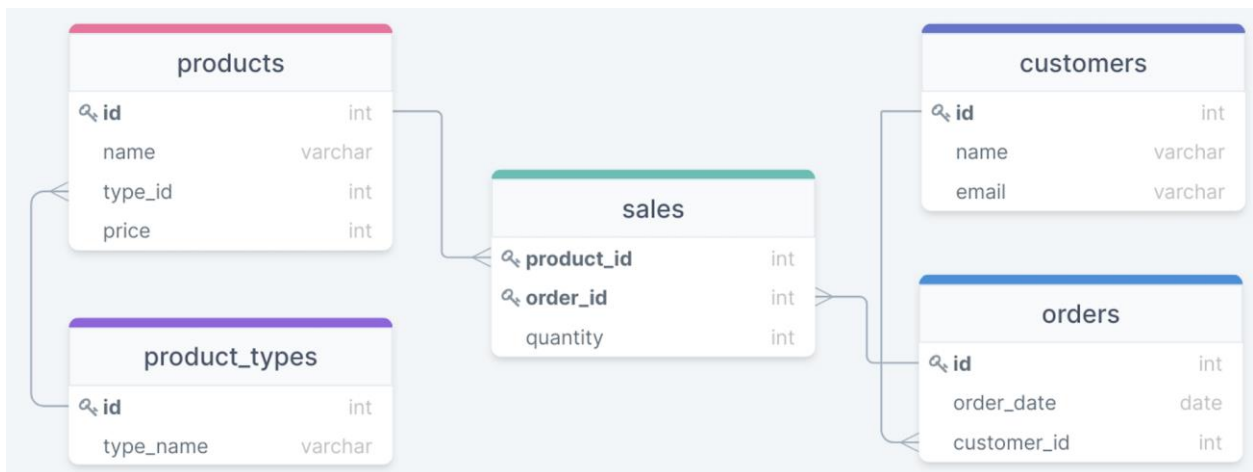 products
id int
name varchar
type_id int
price int
product_types
id int
type_name varchar
sales
product_id int
order_id int
quantity int
customers
id int
name varchar
email varchar
orders
id int
order_date date
customer_id int